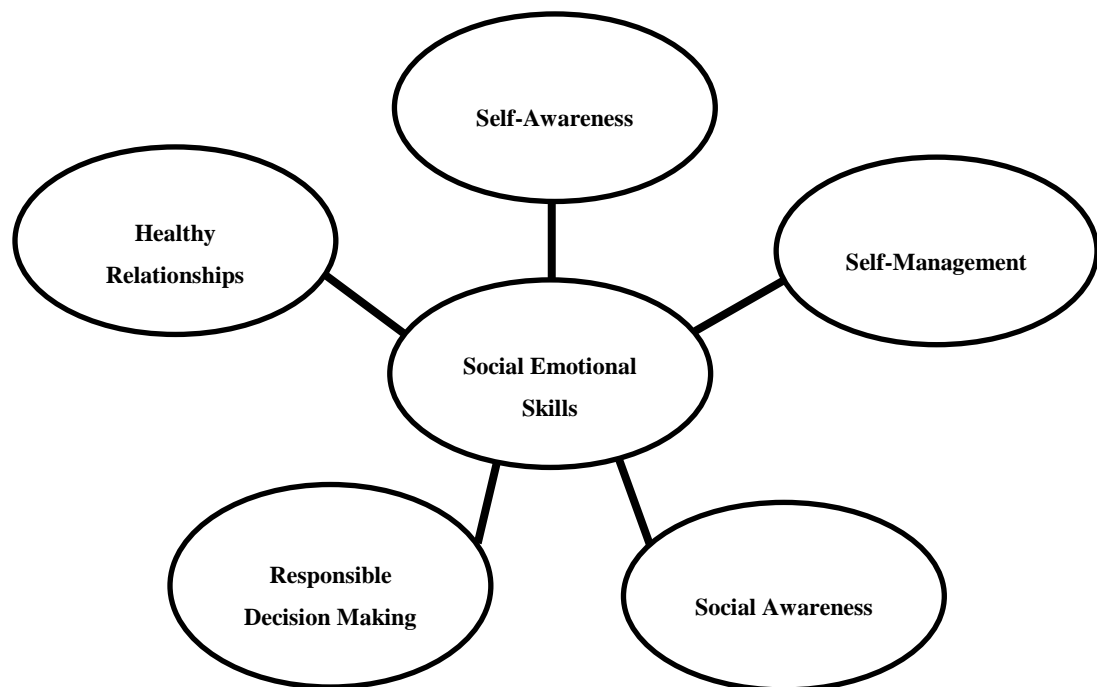 Self-Awareness
Healthy
Relationships
Self-Management
Social Emotional
Skills
Responsible
Decision Making
Social Awareness